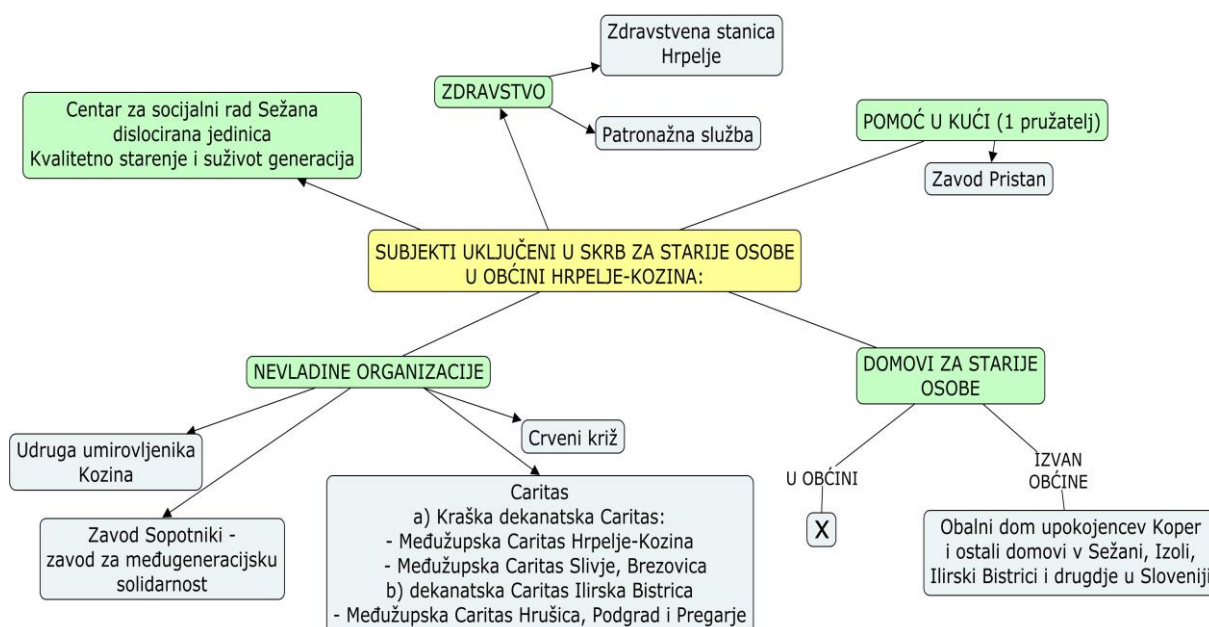 Zdravstvena stanica
Hrpelje
ZDRAVSTVO
Patronažna služba
Centar za socijalni rad Sežana
dislocirana jedinica
Kvalitetno starenje i suživot generacija
POMOĆ U KUĆI (1 pružatelj)
Zavod Pristan
SUBJEKTI UKLJUČENI U SKRB ZA STARIJE OSOBE
U OBĆINI HRPELJE-KOZINA:
NEVLADINE ORGANIZACIJE
Udruga umirovljenika
Kozina
Zavod Sopotniki -
zavod za međugeneracijsku
solidarnost
Caritas
a) Kraška dekanatska Caritas:
- Međužupska Caritas Hrpelje-Kozina
- Međužupska Caritas Slivje, Brezovica
b) dekanatska Caritas Ilirska Bistrica
- Međužupska Caritas Hrušica, Podgrad i Pregarje
Crveni križ
DOMOVI ZA STARIJE
OSOBE
U OBĆINI
X
IZVAN
OBĆINE
Obalni dom upokojencev Koper
i ostali domovi v Sežani, Izoli,
Ilirski Bistrici i drugdje u Sloveniji